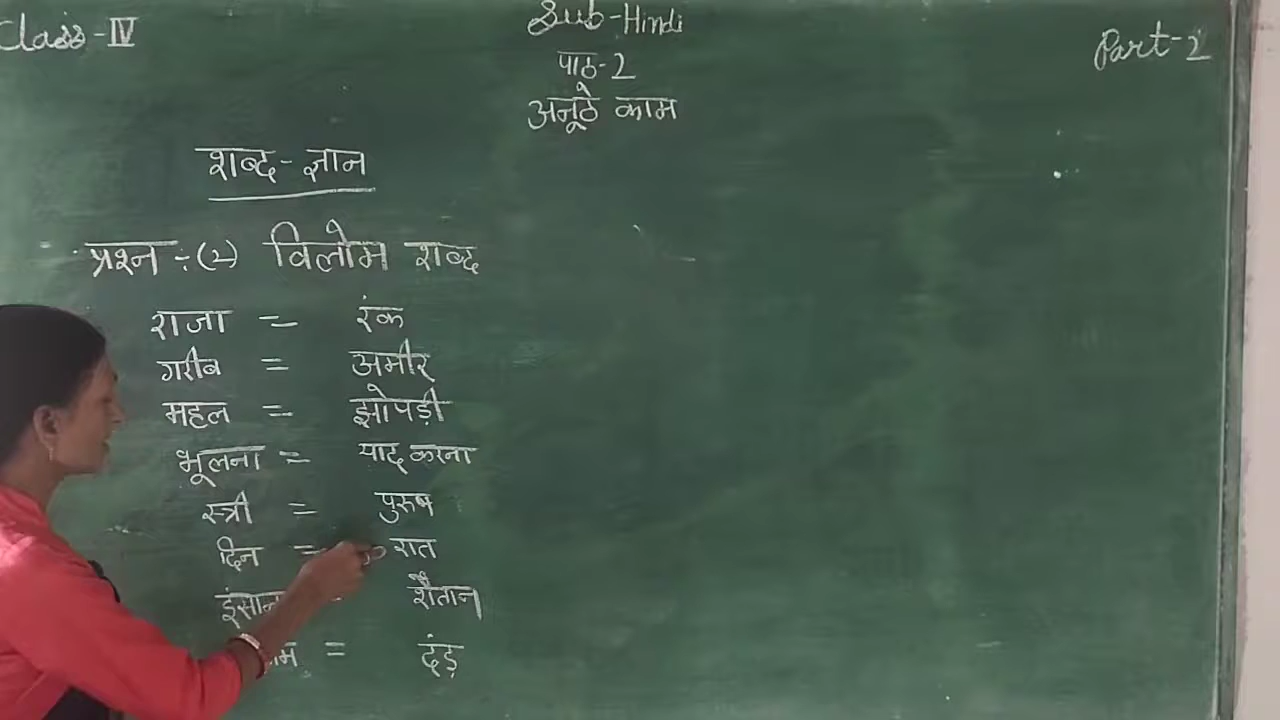 Class-IV
Sub-Hindi
Part-2
पाठ-2
अनूठे काम
शब्द-ज्ञान
प्रश्न÷(2) विलोम शब्द
राजा = रंक
गरीब = अमीर
महल = झोपड़ी
भूलना = याद करना
स्त्री = पुरुष
दिन = रात
शैतान
= दंड़